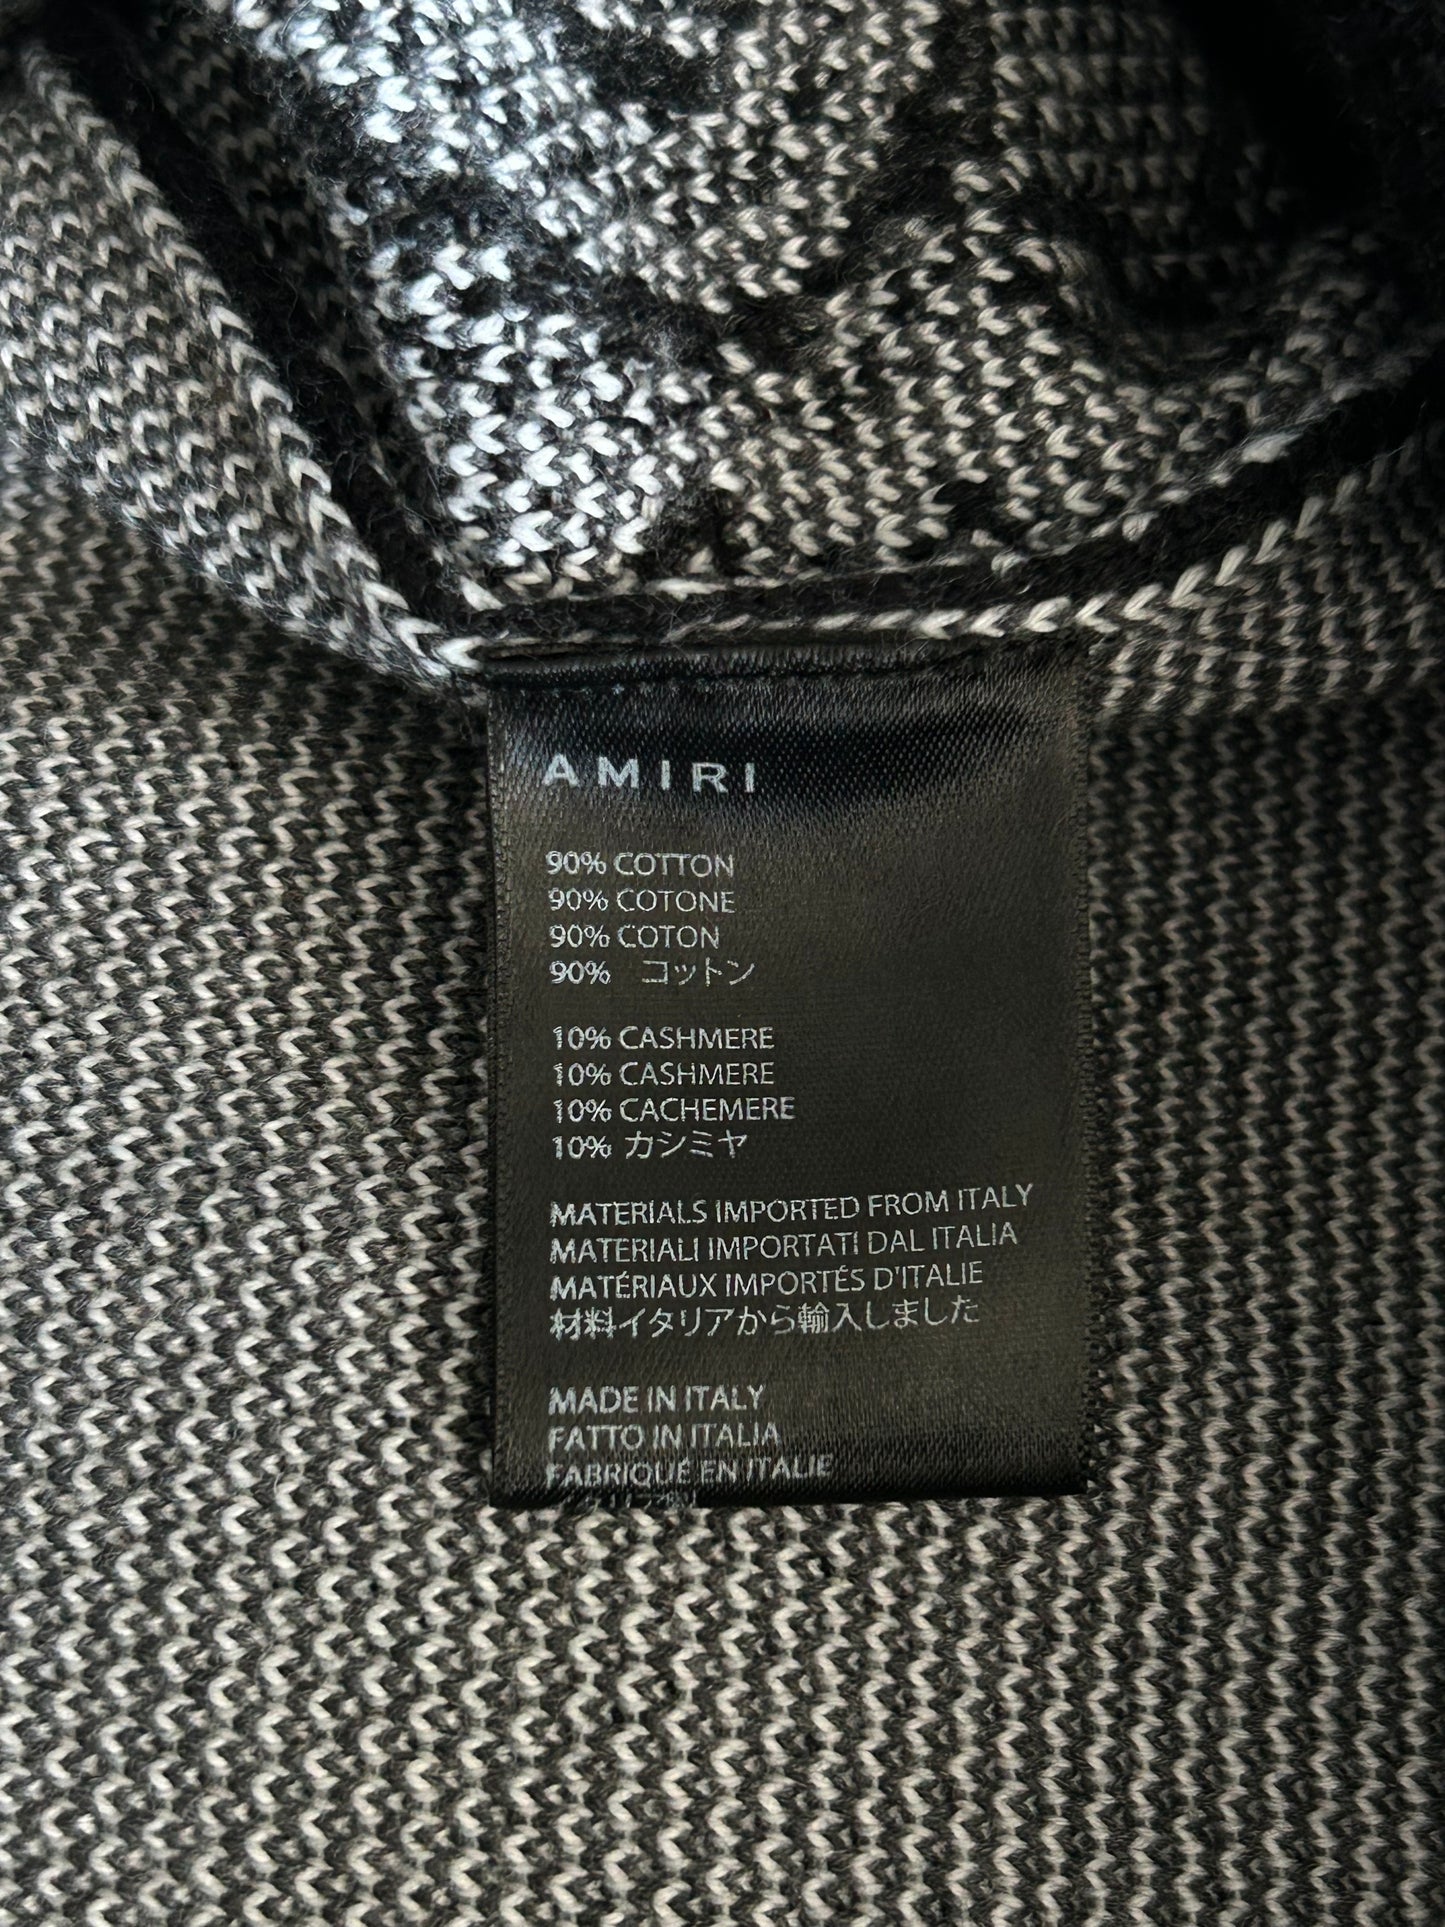 AMIRI
90% COTTON
90% COTONE
90% COTON
90% コットン
10% CASHMERE
10% CASHMERE
10% CACHEMERE
10% カシミヤ
MATERIALS IMPORTED FROM ITALY
MATERIALI IMPORTATI DAL ITALIA
MATÉRIAUX IMPORTÉS D'ITALIE
材料イタリアから輸入しました
MADE IN ITALY
FATTO IN ITALIA
FABRIQUÉ EN ITALIE